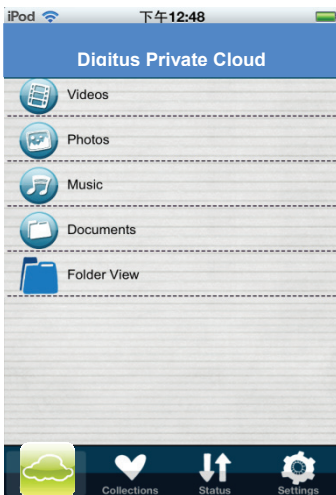 iPod 下午12:48
Digitus Private Cloud
Videos
Photos
Music
Documents
Folder View
Collections Status Settings